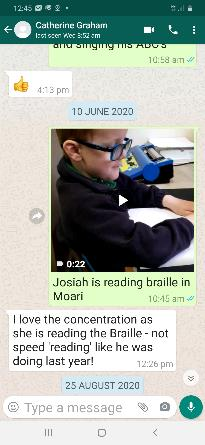 12:45
Catherine Graham
last seen Wed 8:52 am
and singing his ABC's
10:58 am
4:13 pm
10 JUNE 2020
0:22
Josiah is reading braille in
Moari
10:45 am
I love the concentration as
she is reading the Braille - not
speed 'reading' like he was
doing last year!
12:26 pm
25 AUGUST 2020
Type a message